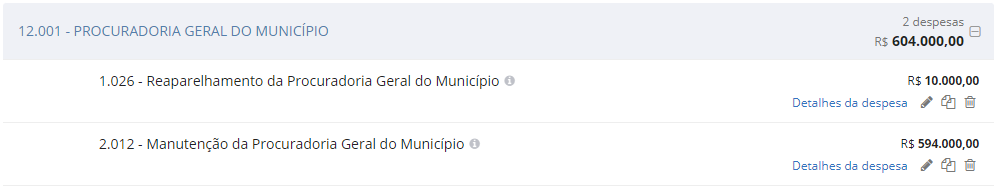 12.001 - PROCURADORIA GERAL DO MUNICÍPIO
2 despesas
R$ 604.000,00
1.026 - Reaparelhamento da Procuradoria Geral do Município
R$ 10.000,00
Detalhes da despesa
2.012 - Manutenção da Procuradoria Geral do Município
R$ 594.000,00
Detalhes da despesa